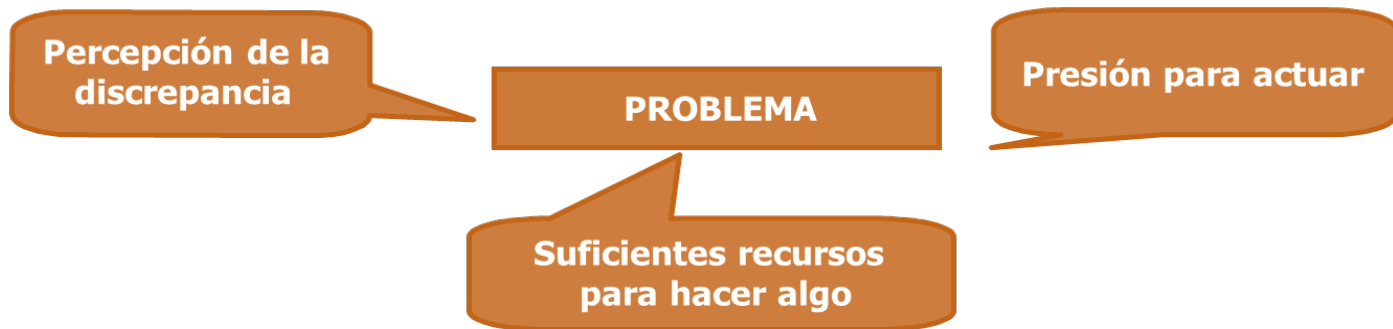 Percepción de la
discrepancia
PROBLEMA
Presión para actuar
Suficientes recursos
para hacer algo